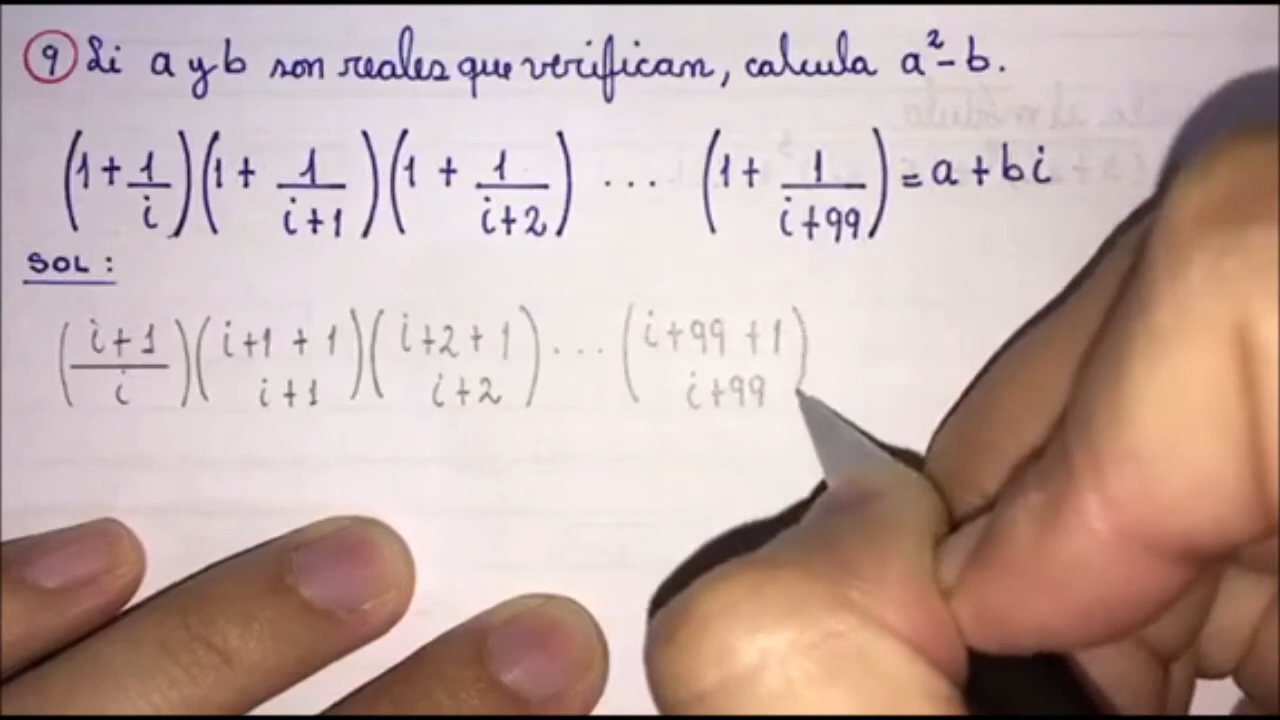 9 Si a y b son reales que verifican, calcula a² - b.
(1 + 1/i)(1 + 1/(i+1))(1 + 1/(i+2)) ... (1 + 1/(i+99)) = a + bi
SOL:
((i+1)/i)((i+1+1)/(i+1))((i+2+1)/(i+2)) ... ((i+99+1)/(i+99))